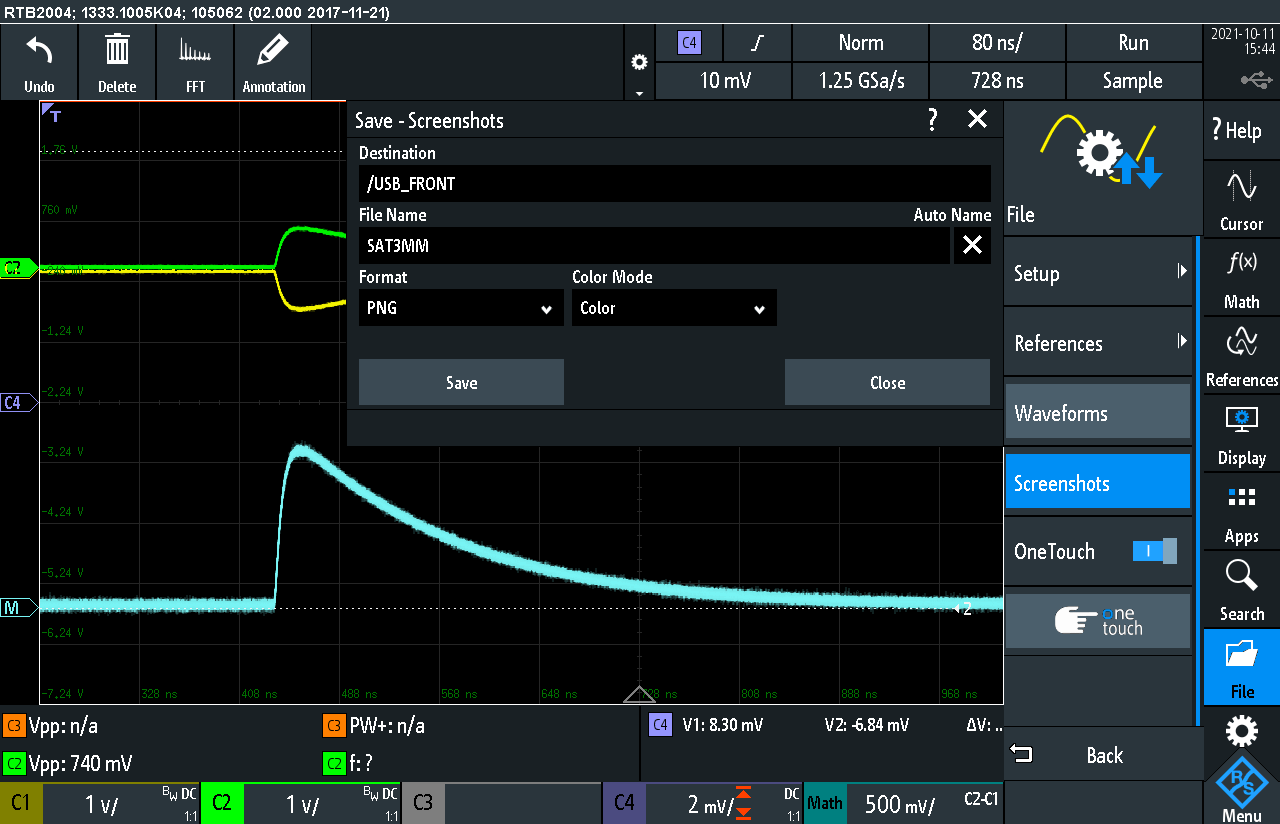 RTB2004; 1333.1005K04; 105062 (02.000 2017-11-21)
Undo
Delete
FFT
Annotation
C4
Norm
80 ns/
Run
10 mV
1.25 GSa/s
728 ns
Sample
2021-10-11
15:44
T
1,76 V
760 mV
-240 mV
-1,24 V
-2,24 V
-3,24 V
-4,24 V
-5,24 V
-6,24 V
-7,24 V
C4
M
2
328 ns
408 ns
488 ns
568 ns
648 ns
728 ns
808 ns
888 ns
968 ns
Save - Screenshots
?
Destination
/USB_FRONT
File Name
Auto Name
SAT3MM
Format
Color Mode
PNG
Color
Save
Close
File
Setup
References
Waveforms
Screenshots
OneTouch
I
one
touch
Back
? Help
Cursor
f(x)
Math
References
Display
Apps
Search
File
R&S
Menu
C3 Vpp: n/a
C3 PW+: n/a
C4 V1: 8.30 mV
V2: -6.84 mV
ΔV: ..
C2 Vpp: 740 mV
C2 f: ?
C1
1 V/
BW DC
1:1
C2
1 V/
BW DC
1:1
C3
C4
2 mV/
DC
1:1
Math
500 mV/
C2-C1